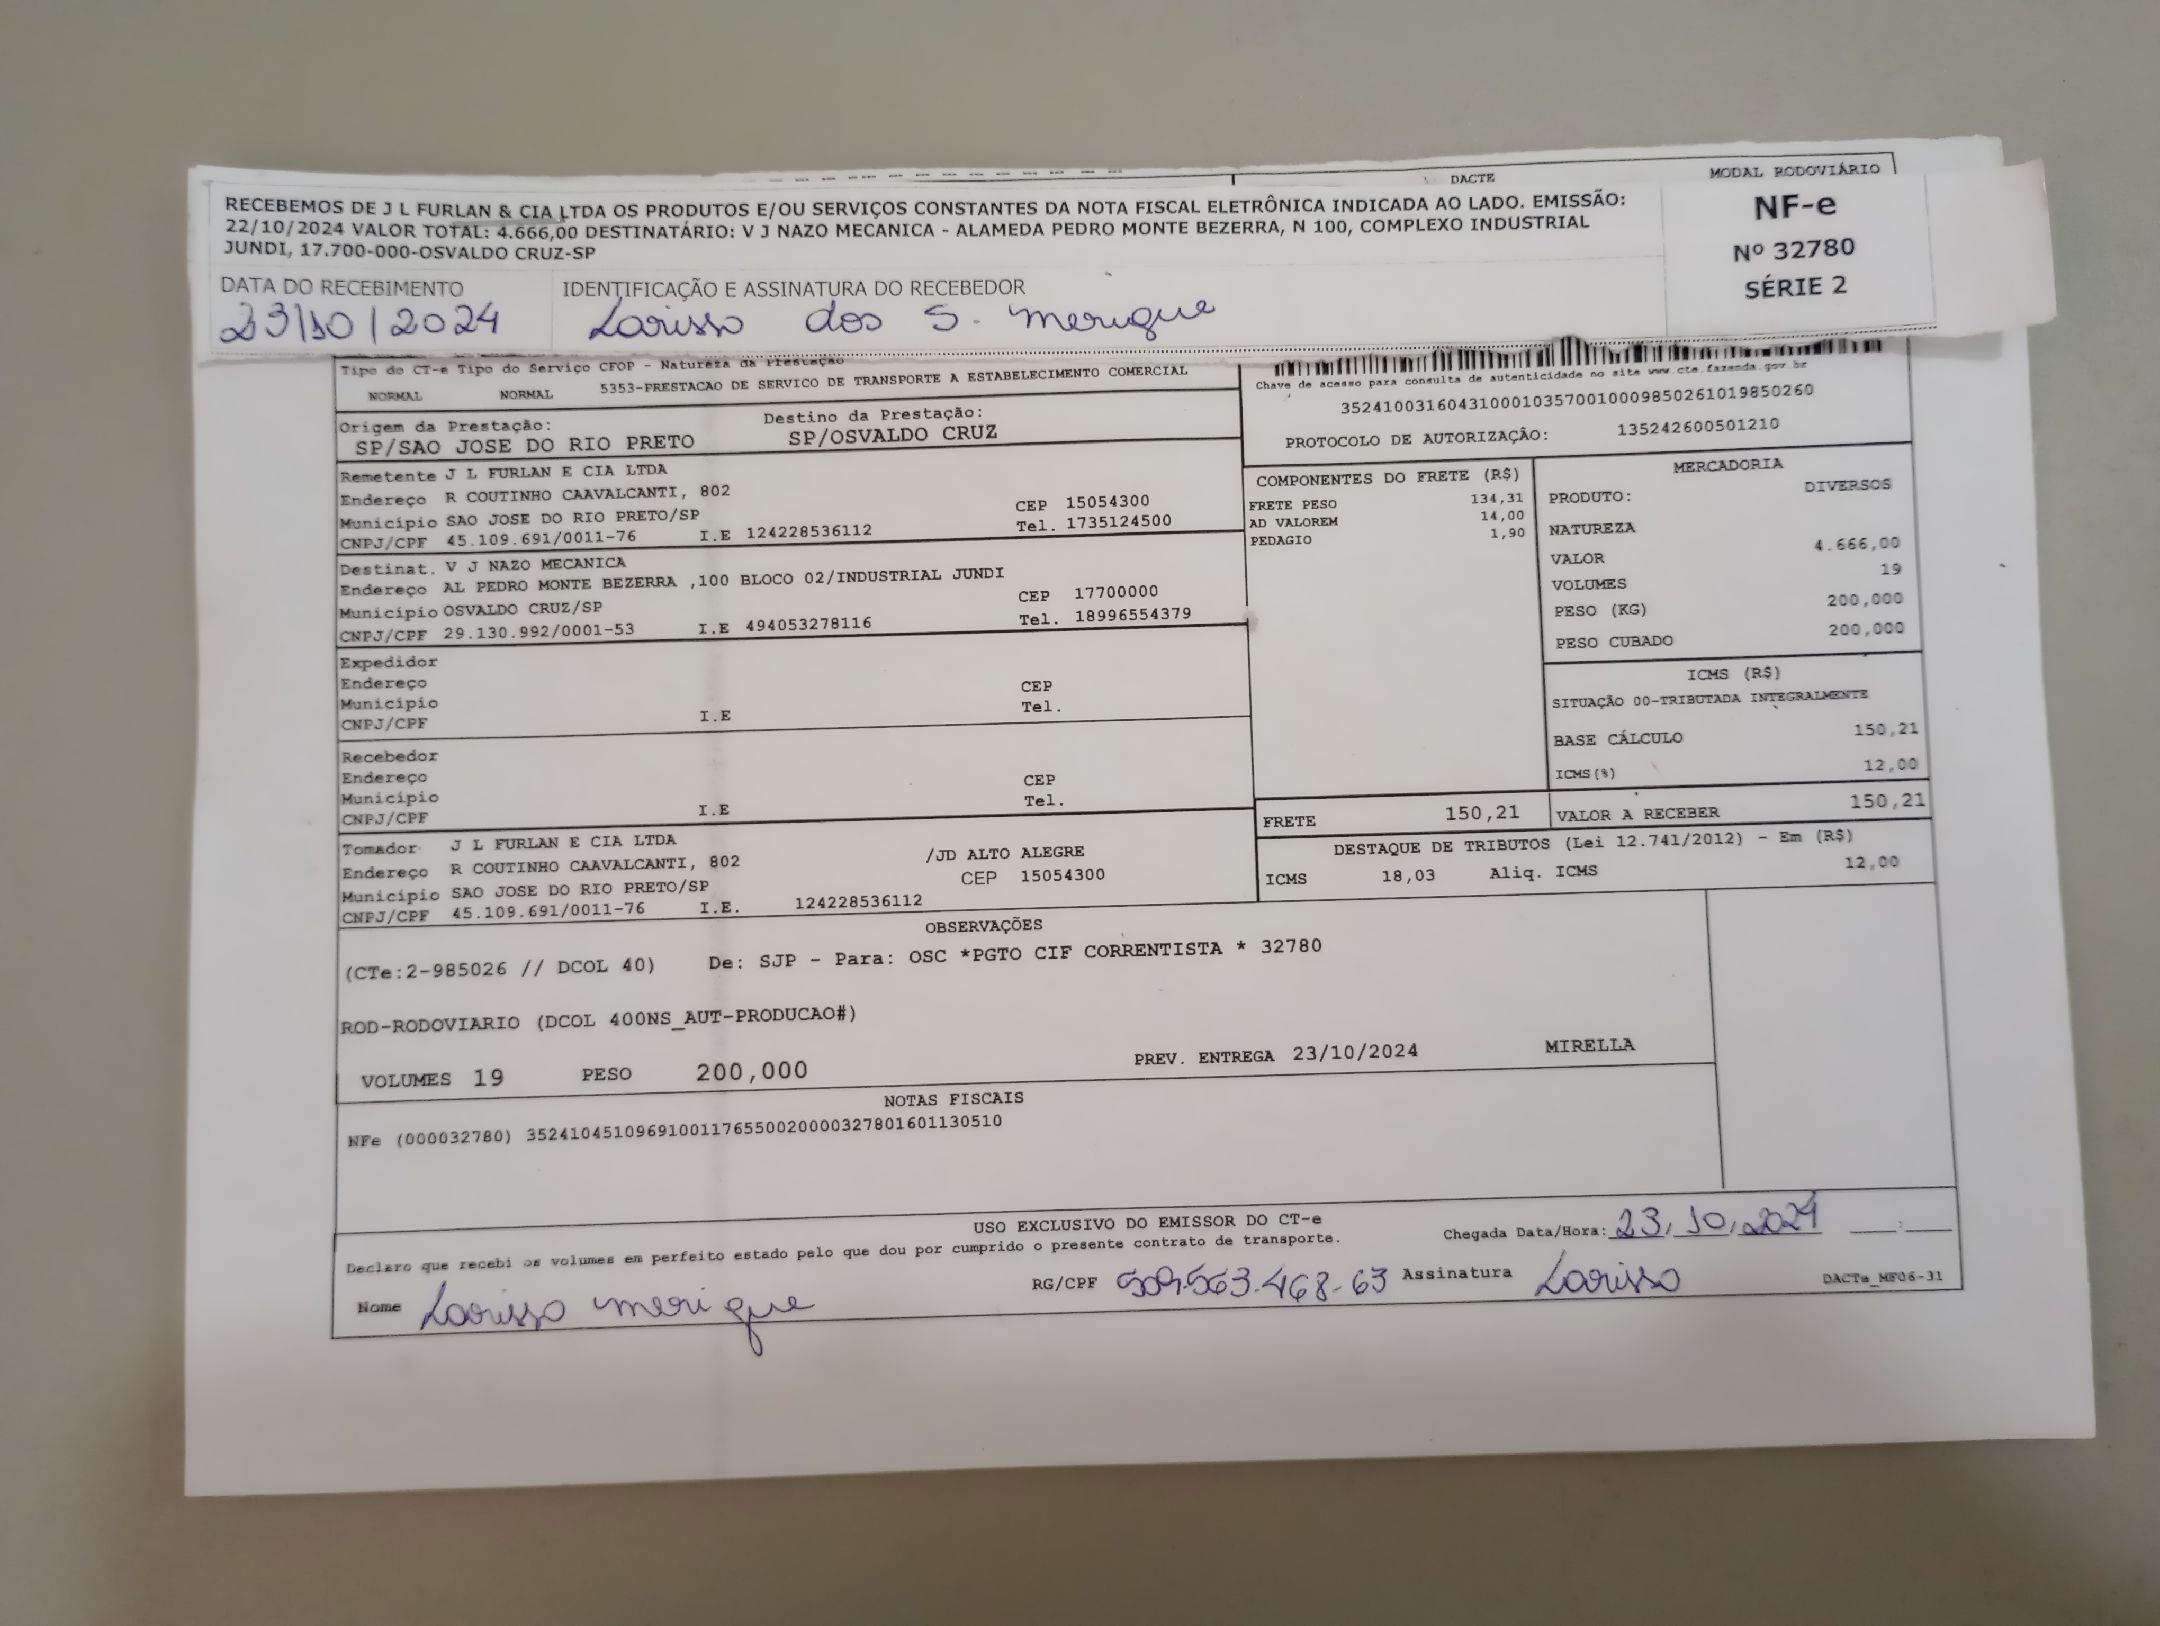 DACTE
MODAL RODOVIÁRIO
RECEBEMOS DE J L FURLAN & CIA LTDA OS PRODUTOS E/OU SERVIÇOS CONSTANTES DA NOTA FISCAL ELETRÔNICA INDICADA AO LADO. EMISSÃO:
22/10/2024 VALOR TOTAL: 4.666,00 DESTINATÁRIO: V J NAZO MECANICA - ALAMEDA PEDRO MONTE BEZERRA, N 100, COMPLEXO INDUSTRIAL
JUNDI, 17.700-000-OSVALDO CRUZ-SP
NF-e
Nº 32780
SÉRIE 2
DATA DO RECEBIMENTO
23/10/2024
IDENTIFICAÇÃO E ASSINATURA DO RECEBEDOR
Larissa dos S. Merigue
Tipo do CT-e Tipo do Serviço CFOP - Natureza da Prestação
NORMAL NORMAL 5353-PRESTACAO DE SERVICO DE TRANSPORTE A ESTABELECIMENTO COMERCIAL
Chave de acesso para consulta de autenticidade no site www.cte.fazenda.gov.br
35241003160431000103570010009850261019850260
PROTOCOLO DE AUTORIZAÇÃO: 135242600501210
Origem da Prestação: Destino da Prestação:
SP/SAO JOSE DO RIO PRETO SP/OSVALDO CRUZ
Remetente J L FURLAN E CIA LTDA
Endereço R COUTINHO CAAVALCANTI, 802
Município SAO JOSE DO RIO PRETO/SP CEP 15054300
CNPJ/CPF 45.109.691/0011-76 I.E 124228536112 Tel. 1735124500
Destinat. V J NAZO MECANICA
Endereço AL PEDRO MONTE BEZERRA ,100 BLOCO 02/INDUSTRIAL JUNDI
Município OSVALDO CRUZ/SP CEP 17700000
CNPJ/CPF 29.130.992/0001-53 I.E 494053278116 Tel. 18996554379
Expedidor
Endereço
Município CEP
CNPJ/CPF I.E Tel.
Recebedor
Endereço
Município CEP
CNPJ/CPF I.E Tel.
Tomador J L FURLAN E CIA LTDA
Endereço R COUTINHO CAAVALCANTI, 802 /JD ALTO ALEGRE
Município SAO JOSE DO RIO PRETO/SP CEP 15054300
CNPJ/CPF 45.109.691/0011-76 I.E. 124228536112
COMPONENTES DO FRETE (R$)
FRETE PESO 134,31
AD VALOREM 14,00
PEDAGIO 1,90
MERCADORIA
PRODUTO: DIVERSOS
NATUREZA
VALOR 4.666,00
VOLUMES 19
PESO (KG) 200,000
PESO CUBADO 200,000
ICMS (R$)
SITUAÇÃO 00-TRIBUTADA INTEGRALMENTE
BASE CÁLCULO 150,21
ICMS(%) 12,00
FRETE 150,21 VALOR A RECEBER 150,21
DESTAQUE DE TRIBUTOS (Lei 12.741/2012) - Em (R$)
ICMS 18,03 Aliq. ICMS 12,00
OBSERVAÇÕES
(CTe:2-985026 // DCOL 40) De: SJP - Para: OSC *PGTO CIF CORRENTISTA * 32780
ROD-RODOVIARIO (DCOL 400NS_AUT-PRODUCAO#)
VOLUMES 19 PESO 200,000 PREV. ENTREGA 23/10/2024 MIRELLA
NOTAS FISCAIS
NFe (000032780) 35241045109691001176550020000327801601130510
USO EXCLUSIVO DO EMISSOR DO CT-e
Declaro que recebi os volumes em perfeito estado pelo que dou por cumprido o presente contrato de transporte.
Chegada Data/Hora: 23/10/2024 __:__
Nome Larissa Merigue RG/CPF 509.563.468-63 Assinatura Larissa
DACTe_MF06-31